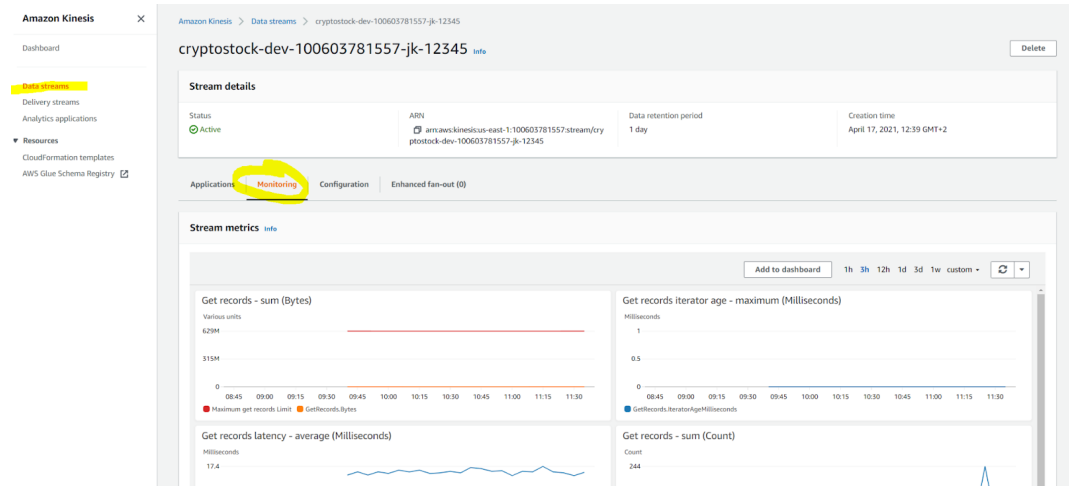 Amazon Kinesis
Dashboard
Data streams
Delivery streams
Analytics applications
Resources
CloudFormation templates
AWS Glue Schema Registry
Amazon Kinesis > Data streams > cryptostock-dev-100603781557-jk-12345
cryptostock-dev-100603781557-jk-12345 Info
Delete
Stream details
Status
Active
ARN
arn:aws:kinesis:us-east-1:100603781557:stream/cry
ptostock-dev-100603781557-jk-12345
Data retention period
1 day
Creation time
April 17, 2021, 12:39 GMT+2
Applications Monitoring Configuration Enhanced fan-out (0)
Stream metrics Info
Add to dashboard 1h 3h 12h 1d 3d 1w custom
Get records - sum (Bytes)
Various units
629M
315M
0
08:45 09:00 09:15 09:30 09:45 10:00 10:15 10:30 10:45 11:00 11:15 11:30
Maximum get records Limit GetRecords.Bytes
Get records iterator age - maximum (Milliseconds)
Milliseconds
1
0.5
0
08:45 09:00 09:15 09:30 09:45 10:00 10:15 10:30 10:45 11:00 11:15 11:30
GetRecords.IteratorAgeMilliseconds
Get records latency - average (Milliseconds)
Milliseconds
17.4
Get records - sum (Count)
Count
244